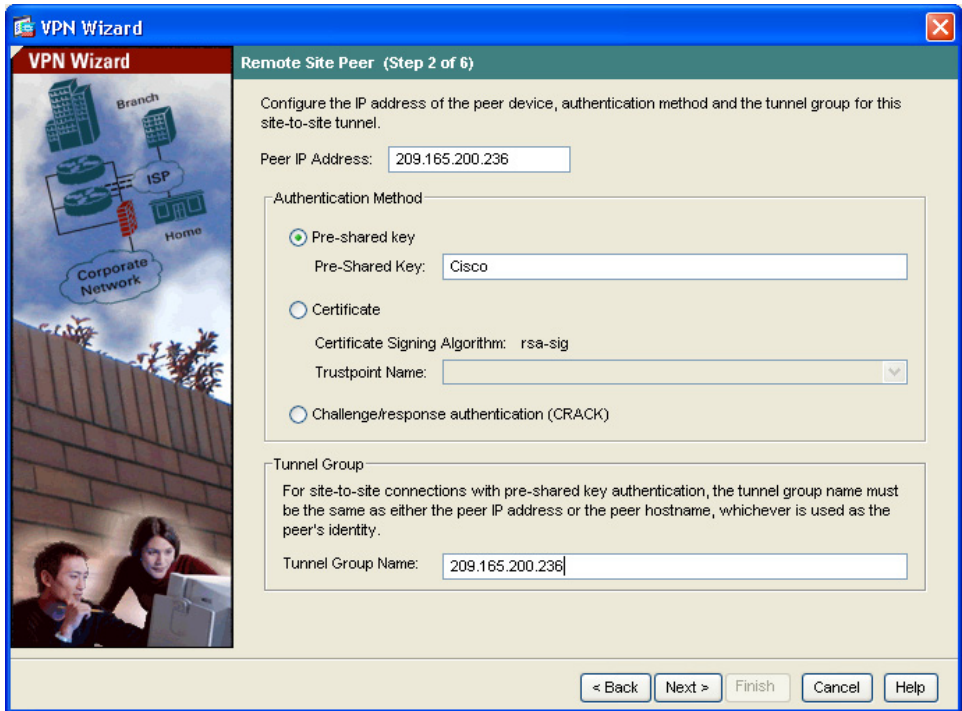 VPN Wizard
VPN Wizard
Branch
ISP
Home
Corporate
Network
Remote Site Peer (Step 2 of 6)
Configure the IP address of the peer device, authentication method and the tunnel group for this
site-to-site tunnel.
Peer IP Address: 209.165.200.236
Authentication Method
Pre-shared key
Pre-Shared Key: Cisco
Certificate
Certificate Signing Algorithm: rsa-sig
Trustpoint Name:
Challenge/response authentication (CRACK)
Tunnel Group
For site-to-site connections with pre-shared key authentication, the tunnel group name must
be the same as either the peer IP address or the peer hostname, whichever is used as the
peer's identity.
Tunnel Group Name: 209.165.200.236
< Back Next > Finish Cancel Help